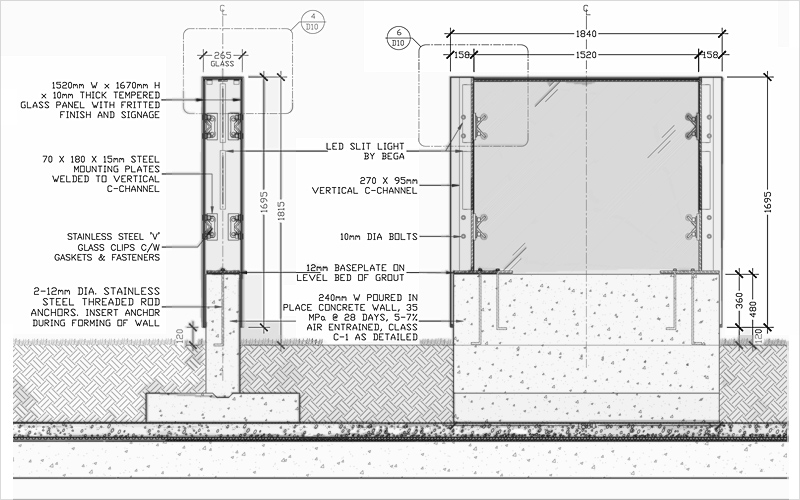 C
L
4
D10
C
L
6
D10
1840
265
GLASS
158
1520
158
1520mm W x 1670mm H
x 10mm THICK TEMPERED
GLASS PANEL WITH FRITTED
FINISH AND SIGNAGE
LED SLIT LIGHT
BY BEGA
70 X 180 X 15mm STEEL
MOUNTING PLATES
WELDED TO VERTICAL
C-CHANNEL
270 X 95mm
VERTICAL C-CHANNEL
1695
1815
1695
STAINLESS STEEL 'V'
GLASS CLIPS C/W
GASKETS & FASTENERS
10mm DIA BOLTS
12mm BASEPLATE ON
LEVEL BED OF GROUT
2-12mm DIA. STAINLESS
STEEL THREADED ROD
ANCHORS. INSERT ANCHOR
DURING FORMING OF WALL
240mm W POURED IN
PLACE CONCRETE WALL, 35
MPa @ 28 DAYS, 5-7%
AIR ENTRAINED, CLASS
C-1 AS DETAILED
360
480
120
120